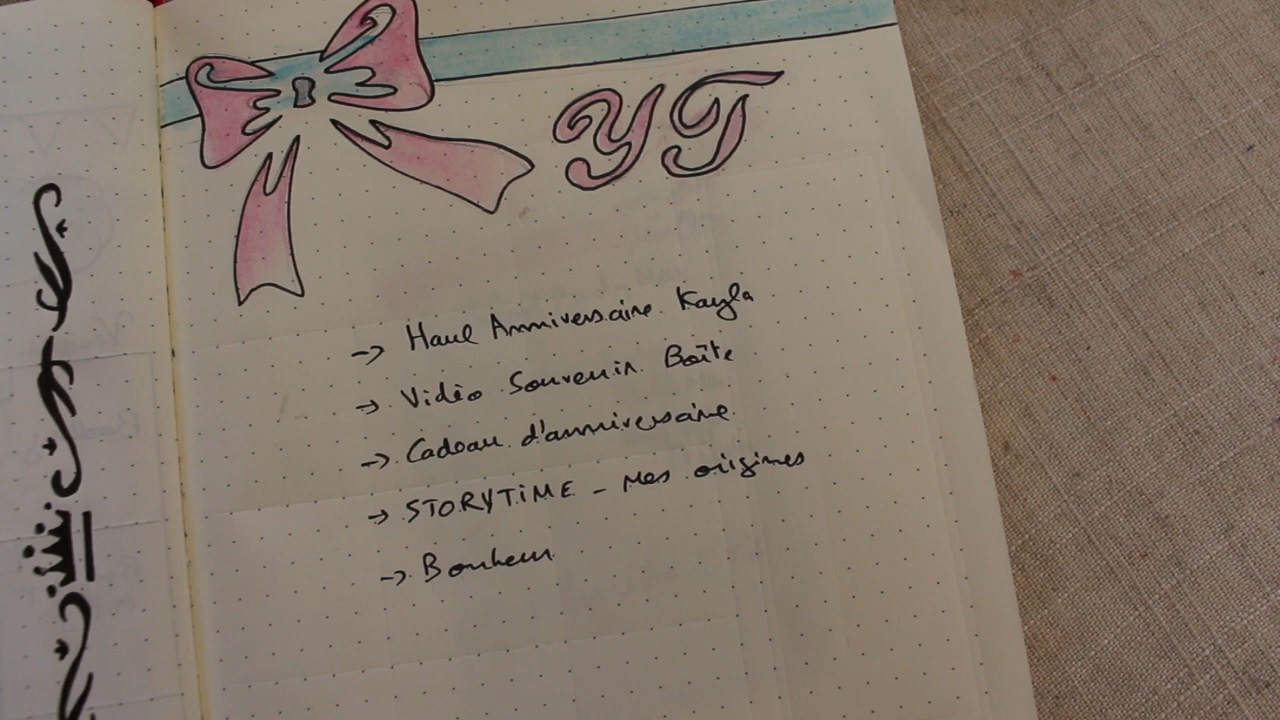 YT
-> Haul Anniversaire Kayla
-> Vidéo Souvenir Boîte
-> Cadeau d'anniversaire
-> STORYTIME - Mes origines
-> Bonheur